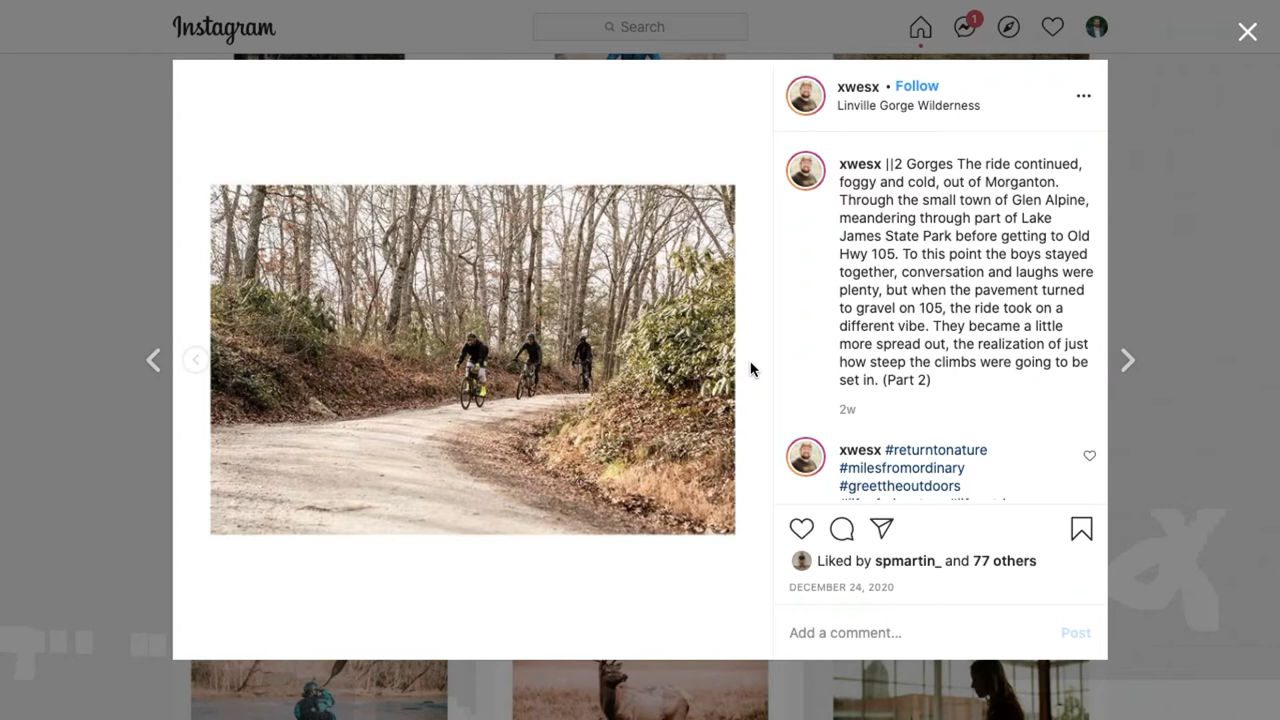 Instagram
Search
1
xwesx • Follow
Linville Gorge Wilderness
xwesx ||2 Gorges The ride continued,
foggy and cold, out of Morganton.
Through the small town of Glen Alpine,
meandering through part of Lake
James State Park before getting to Old
Hwy 105. To this point the boys stayed
together, conversation and laughs were
plenty, but when the pavement turned
to gravel on 105, the ride took on a
different vibe. They became a little
more spread out, the realization of just
how steep the climbs were going to be
set in. (Part 2)
2w
xwesx #returntonature
#milesfromordinary
#greettheoutdoors
Liked by spmartin_ and 77 others
DECEMBER 24, 2020
Add a comment...
Post